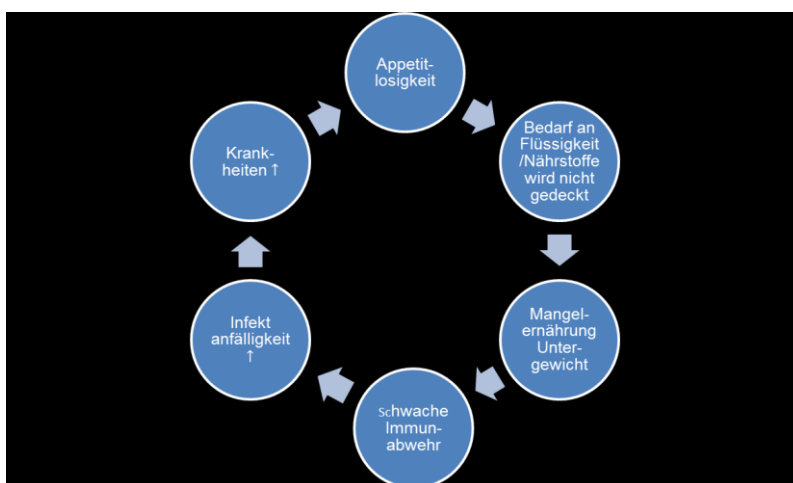 Appetit-
losigkeit
Bedarf an
Flüssigkeit
/Nährstoffe
wird nicht
gedeckt
Mangel-
ernährung
Unter-
gewicht
Schwache
Immun-
abwehr
Infekt
anfälligkeit
↑
Krank-
heiten ↑